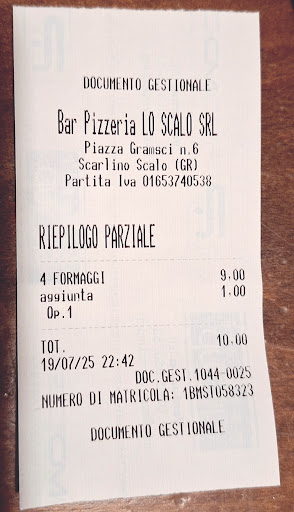 DOCUMENTO GESTIONALE
Bar Pizzeria LO SCALO SRL
Piazza Gramsci n.6
Scarlino Scalo (GR)
Partita Iva 01653740538
RIEPILOGO PARZIALE
4 FORMAGGI 9,00
aggiunta 1,00
Op.1
TOT. 10,00
19/07/25 22:42
DOC.GEST.1044-0025
NUMERO DI MATRICOLA: 1BMST058323
DOCUMENTO GESTIONALE